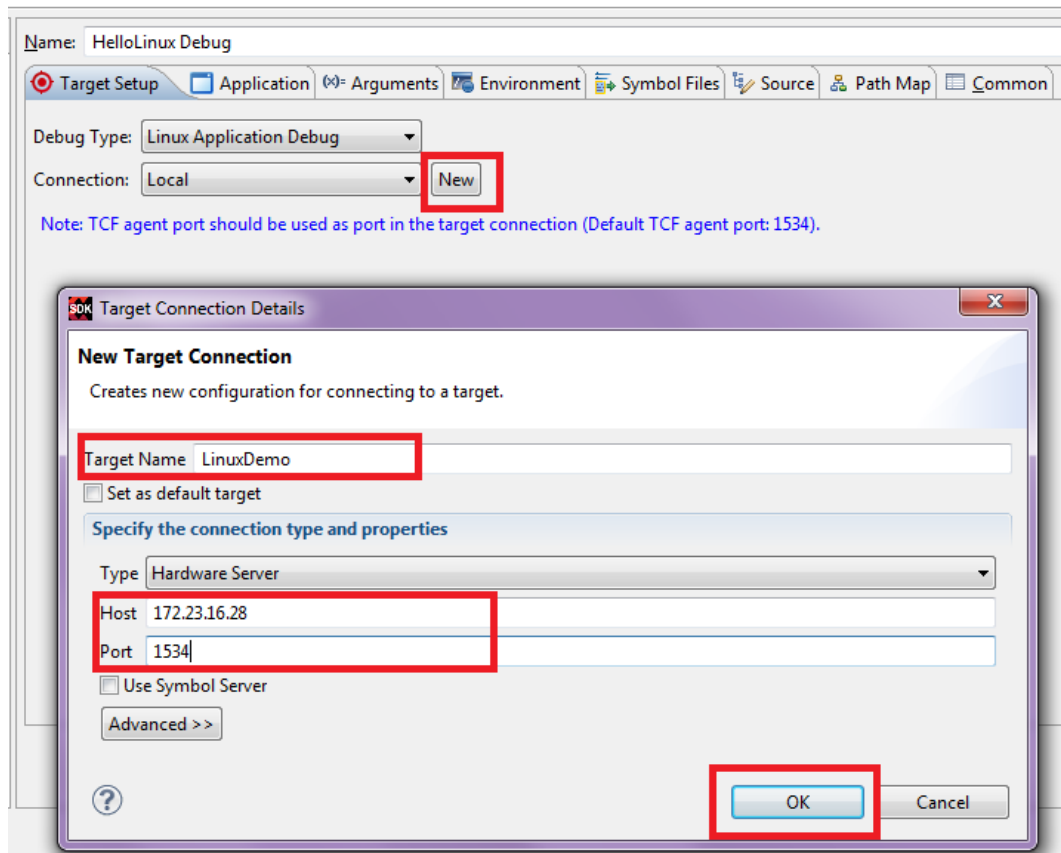 Name: HelloLinux Debug
Target Setup Application (x)= Arguments Environment Symbol Files Source Path Map Common
Debug Type: Linux Application Debug
Connection: Local New
Note: TCF agent port should be used as port in the target connection (Default TCF agent port: 1534).
SDK Target Connection Details
New Target Connection
Creates new configuration for connecting to a target.
Target Name LinuxDemo
Set as default target
Specify the connection type and properties
Type Hardware Server
Host 172.23.16.28
Port 1534
Use Symbol Server
Advanced >>
? OK Cancel